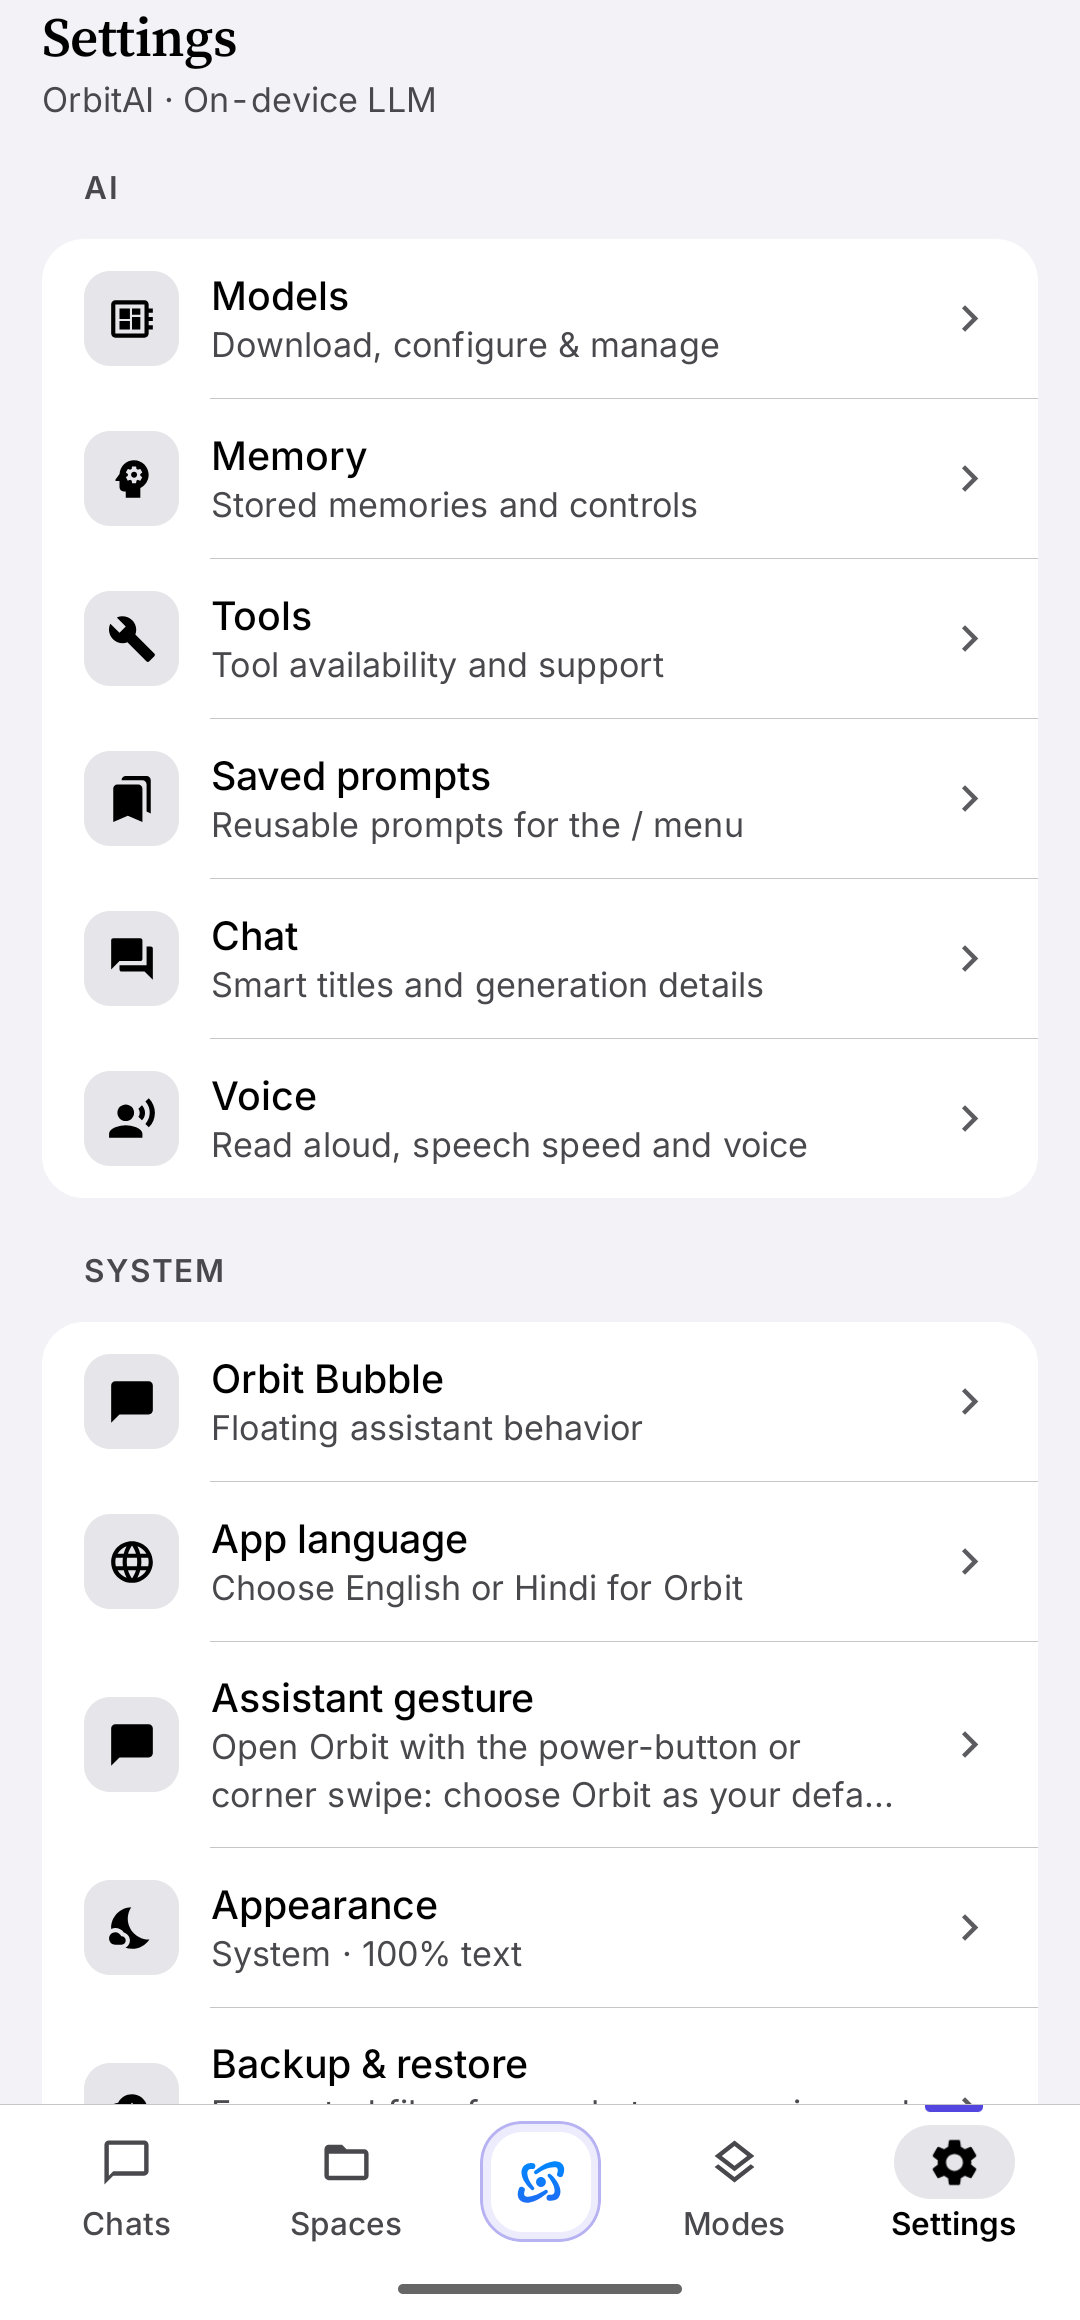 Settings
OrbitAI · On-device LLM
AI
Models
Download, configure & manage
Memory
Stored memories and controls
Tools
Tool availability and support
Saved prompts
Reusable prompts for the / menu
Chat
Smart titles and generation details
Voice
Read aloud, speech speed and voice
SYSTEM
Orbit Bubble
Floating assistant behavior
App language
Choose English or Hindi for Orbit
Assistant gesture
Open Orbit with the power-button or
corner swipe: choose Orbit as your defa...
Appearance
System · 100% text
Backup & restore
Chats
Spaces
Modes
Settings